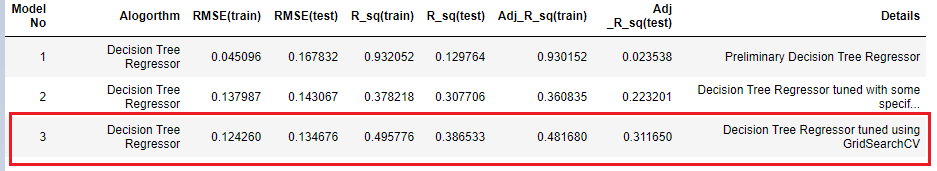 Model No Alogorthm RMSE(train) RMSE(test) R_sq(train) R_sq(test) Adj_R_sq(train) Adj _R_sq(test) Details
1 Decision Tree Regressor 0.045096 0.167832 0.932052 0.129764 0.930152 0.023538 Preliminary Decision Tree Regressor
2 Decision Tree Regressor 0.137987 0.143067 0.378218 0.307706 0.360835 0.223201 Decision Tree Regressor tuned with some specif...
3 Decision Tree Regressor 0.124260 0.134676 0.495776 0.386533 0.481680 0.311650 Decision Tree Regressor tuned using GridSearchCV